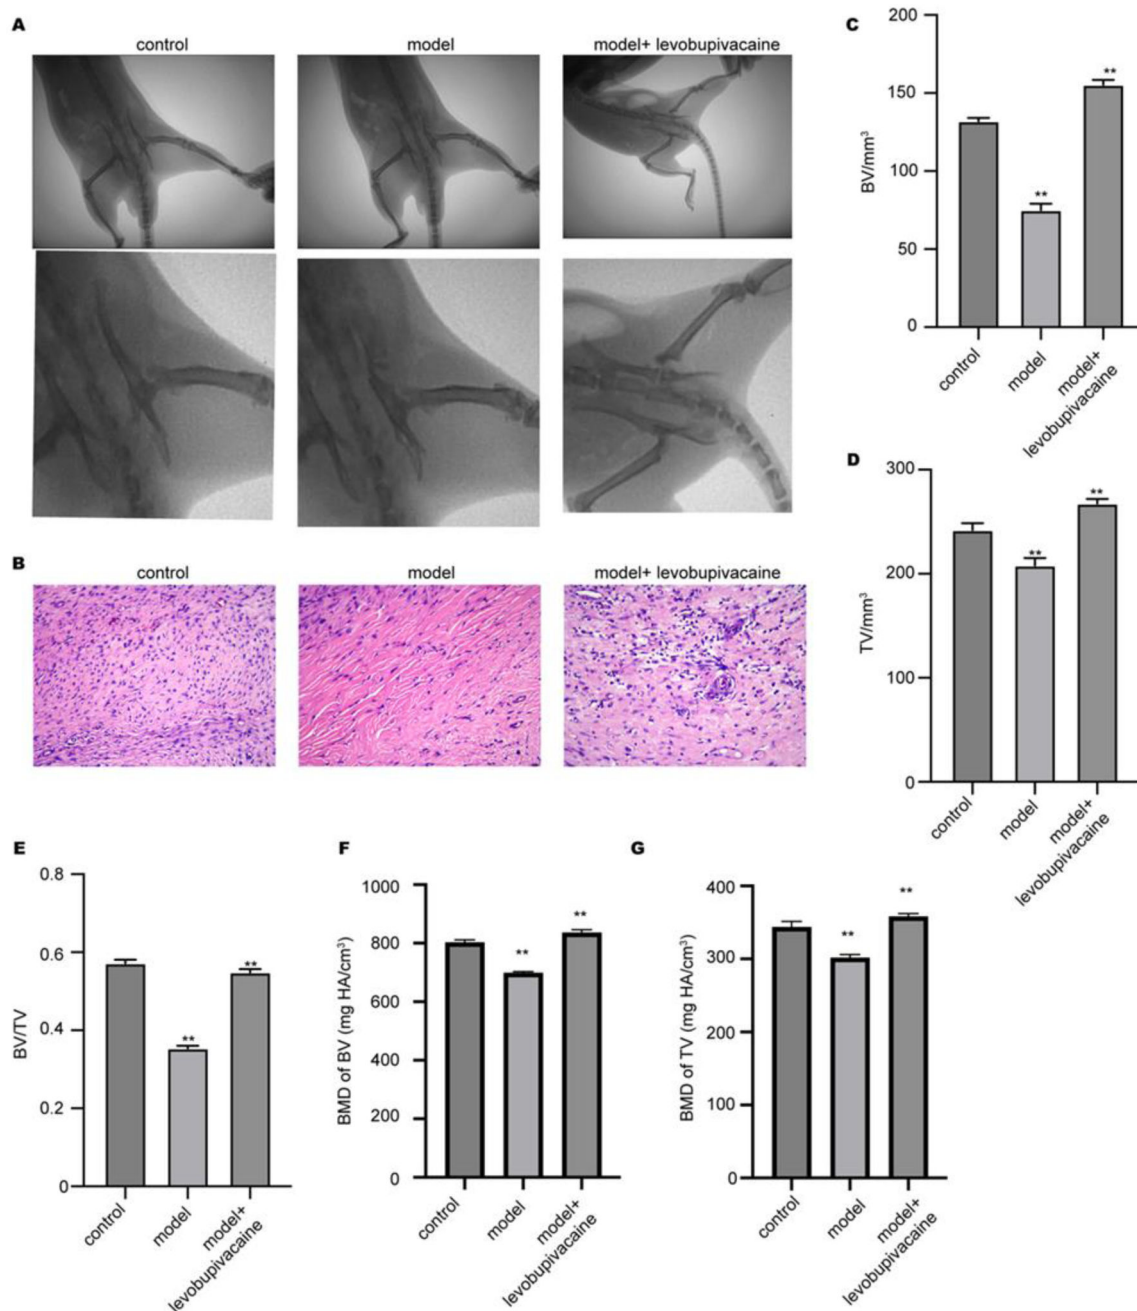 A
control
model
model+ levobupivacaine
B
control
model
model+ levobupivacaine
C
200
150
100
50
0
BV/mm³
**
**
control
model
model+
levobupivacaine
D
300
200
100
0
TV/mm³
**
**
control
model
model+
levobupivacaine
E
0.8
0.6
0.4
0.2
0
BV/TV
**
**
control
model
model+
levobupivacaine
F
1000
800
600
400
200
0
BMD of BV (mg HA/cm³)
**
**
control
model
model+
levobupivacaine
G
400
300
200
100
0
BMD of TV (mg HA/cm³)
**
**
control
model
model+
levobupivacaine